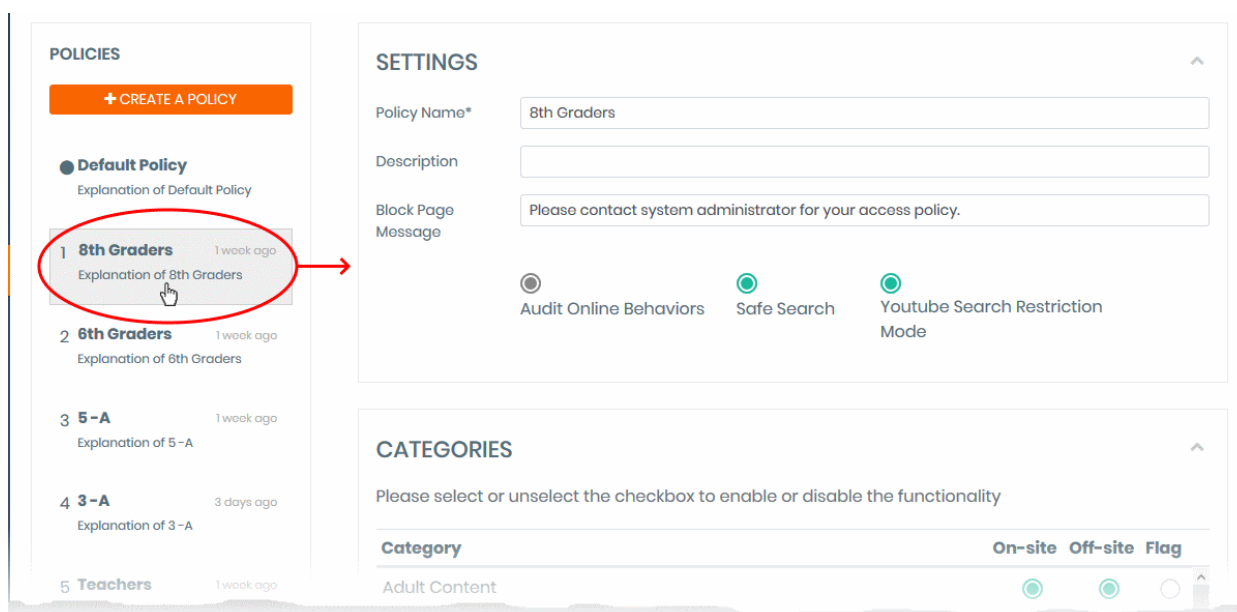 POLICIES
+ CREATE A POLICY
Default Policy
Explanation of Default Policy
1 8th Graders 1 week ago
Explanation of 8th Graders
2 6th Graders 1 week ago
Explanation of 6th Graders
3 5-A 1 week ago
Explanation of 5-A
4 3-A 3 days ago
Explanation of 3-A
5 Teachers 1 week ago
SETTINGS
Policy Name* 8th Graders
Description
Block Page Please contact system administrator for your access policy.
Message
Audit Online Behaviors Safe Search Youtube Search Restriction
Mode
CATEGORIES
Please select or unselect the checkbox to enable or disable the functionality
Category On-site Off-site Flag
Adult Content